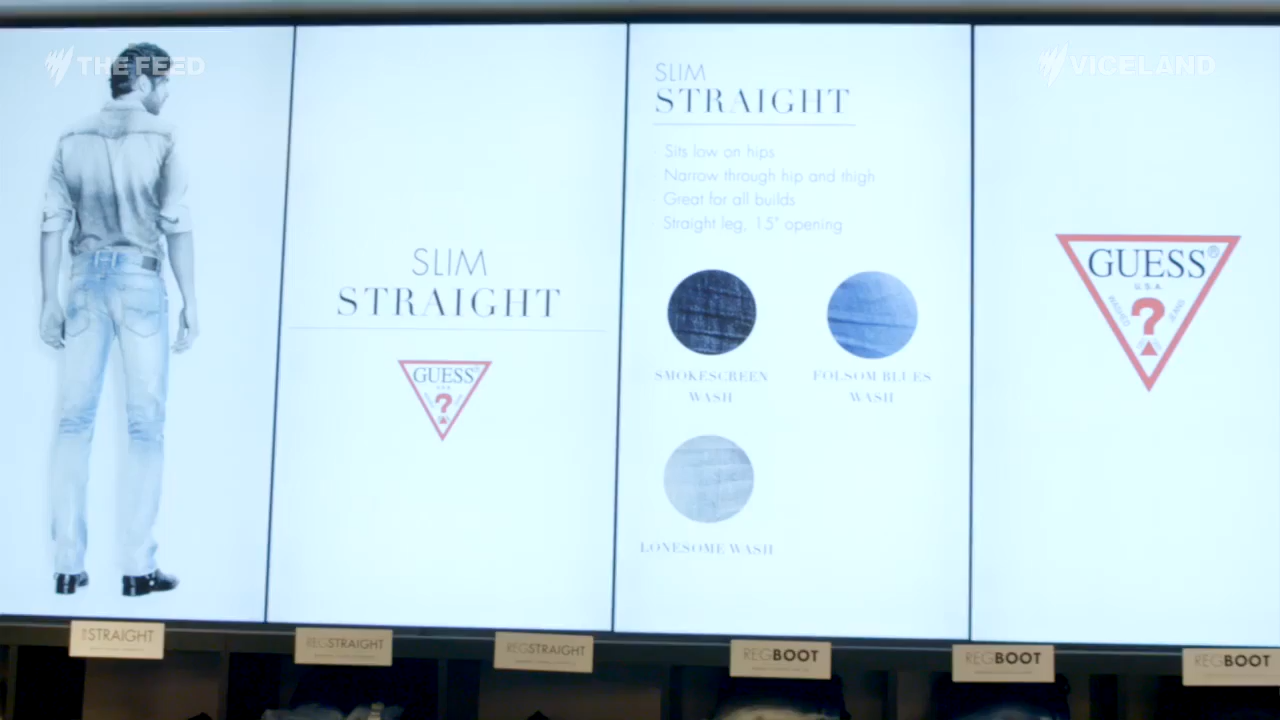 THE FEED
VICELAND
SLIM
STRAIGHT
GUESS
?
SLIM
STRAIGHT
Sits low on hips
Narrow through hip and thigh
Great for all builds
Straight leg, 15" opening
SMOKESCREEN
WASH
FOLSOM BLUES
WASH
LONESOME WASH
GUESS®
U.S.A.
WASHED
JEANS
?
STRAIGHT
REGSTRAIGHT
REGSTRAIGHT
REGBOOT
REGBOOT
REGBOOT